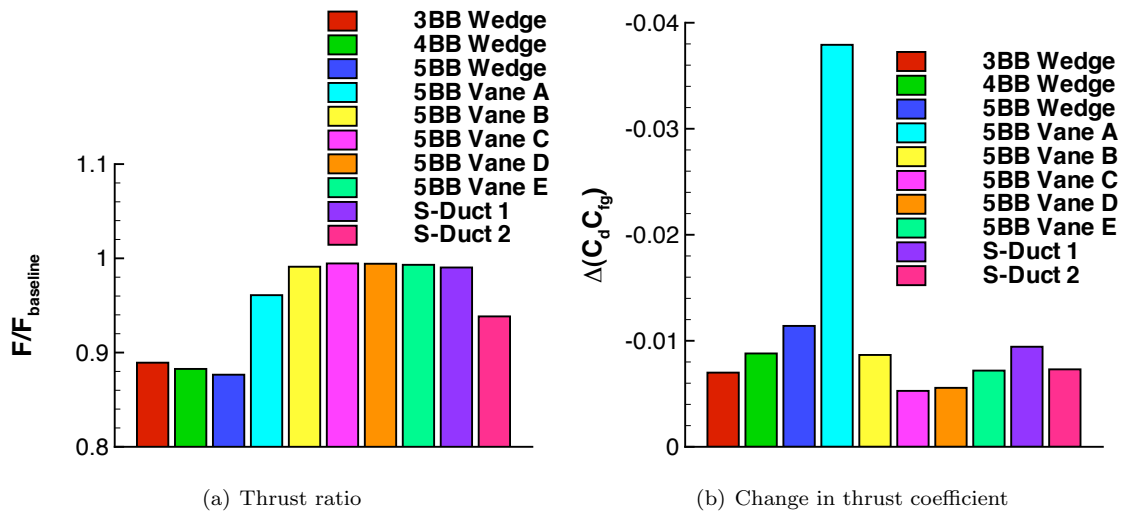 3BB Wedge
4BB Wedge
5BB Wedge
5BB Vane A
5BB Vane B
5BB Vane C
5BB Vane D
5BB Vane E
S-Duct 1
S-Duct 2
1.1
1
0.9
0.8
F/F_baseline
(a) Thrust ratio
-0.04
-0.03
-0.02
-0.01
0
Δ(C_dC_fg)
3BB Wedge
4BB Wedge
5BB Wedge
5BB Vane A
5BB Vane B
5BB Vane C
5BB Vane D
5BB Vane E
S-Duct 1
S-Duct 2
(b) Change in thrust coefficient